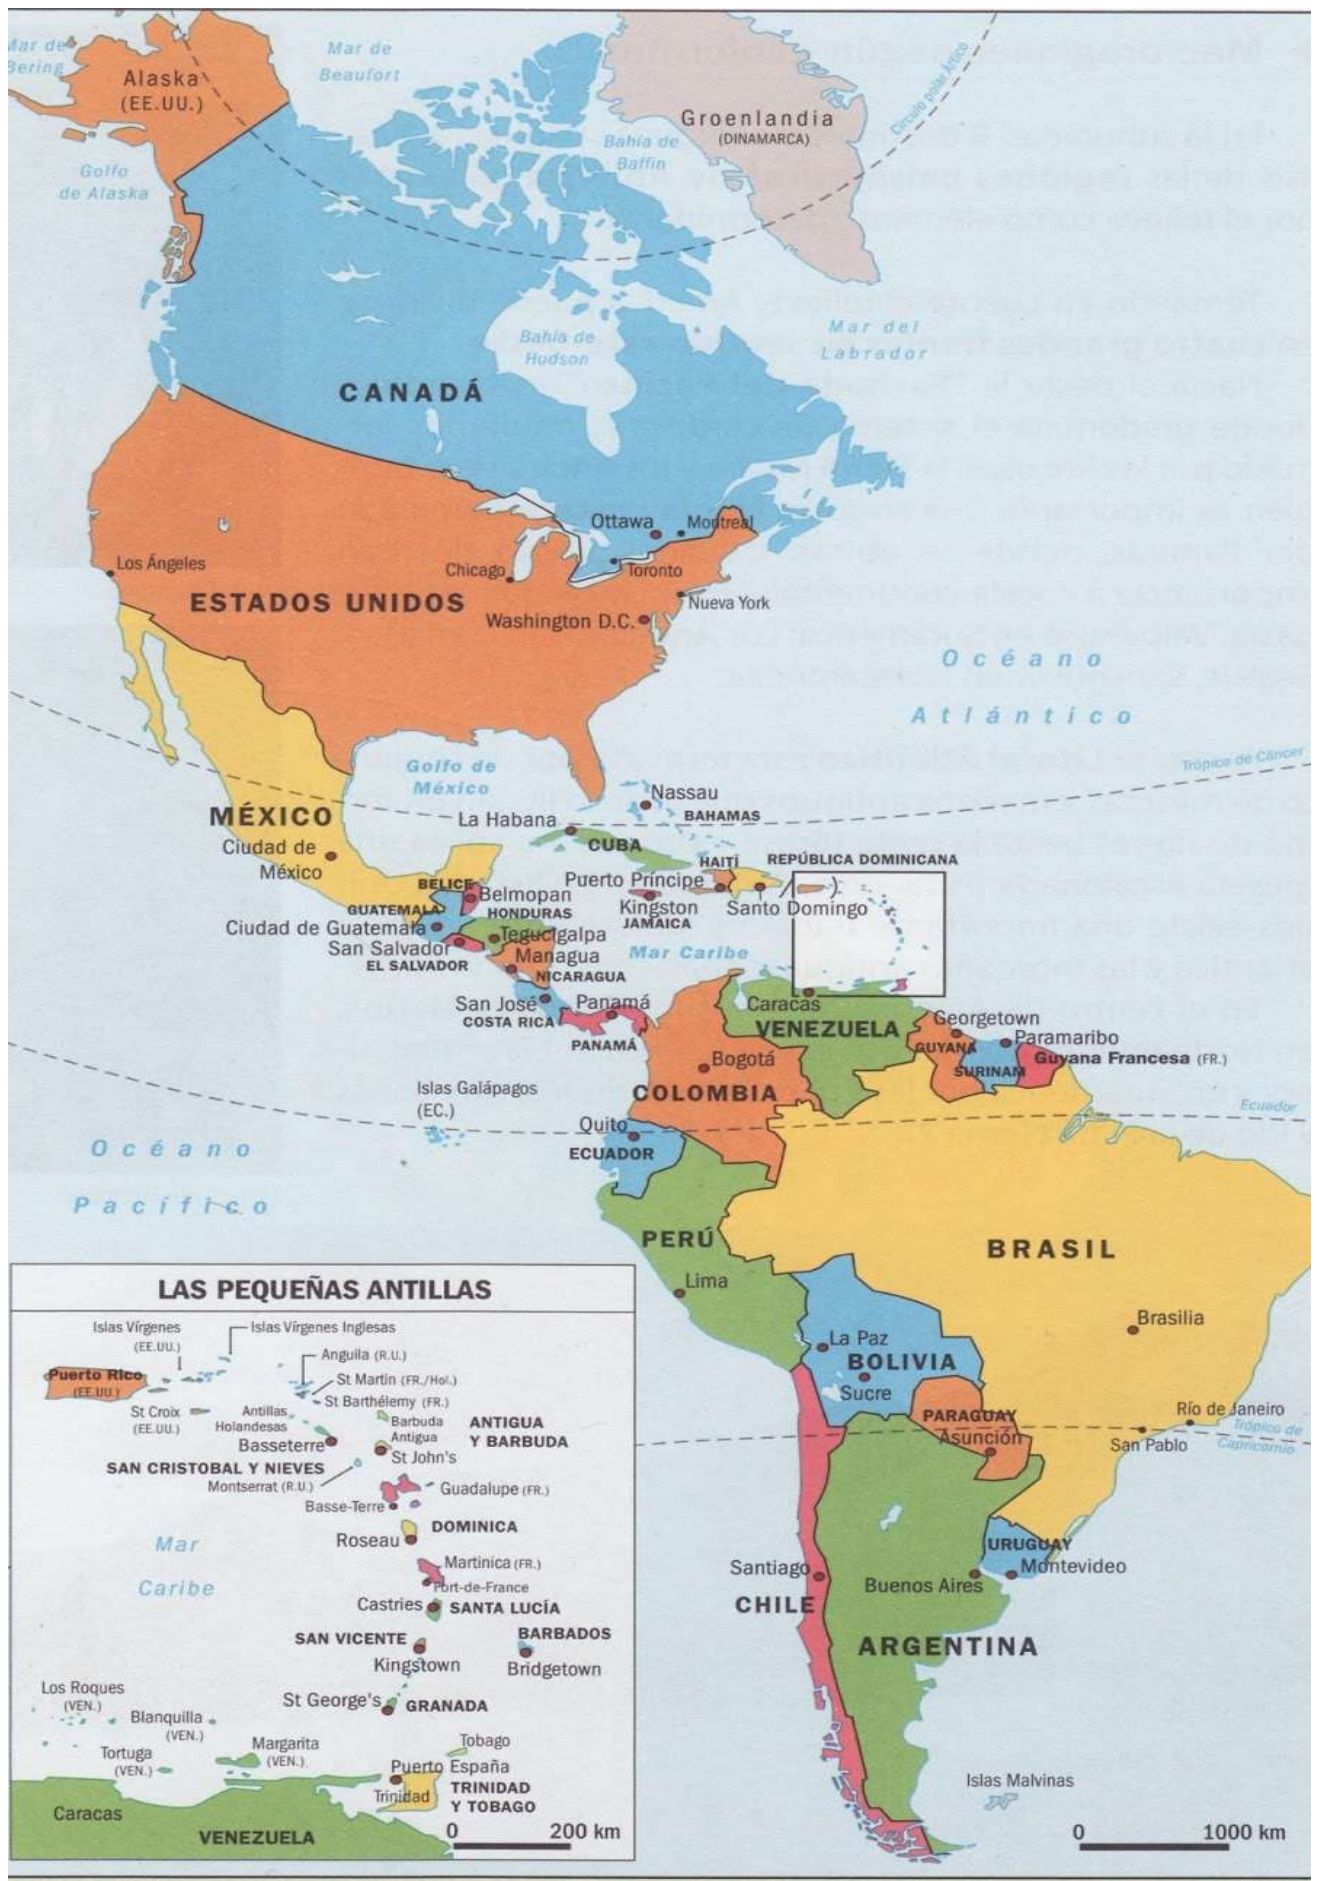 Mar de
Bering
Alaska
(EE.UU.)
Mar de
Beaufort
Groenlandia
(DINAMARCA)
Círculo polar Ártico
Bahía de
Baffin
Golfo
de Alaska
Bahía de
Hudson
Mar del
Labrador
CANADÁ
Ottawa
Montreal
Los Ángeles
Chicago
Toronto
ESTADOS UNIDOS
Nueva York
Washington D.C.
Océano
Atlántico
Golfo de
México
Trópico de Cáncer
Nassau
BAHAMAS
MÉXICO
La Habana
Ciudad de
México
CUBA
HAITÍ
REPÚBLICA DOMINICANA
BELICE
Belmopan
Puerto Príncipe
GUATEMALA
HONDURAS
Kingston
JAMAICA
Santo Domingo
Ciudad de Guatemala
Tegucigalpa
San Salvador
EL SALVADOR
Managua
NICARAGUA
Mar Caribe
San José
COSTA RICA
Panamá
PANAMÁ
Caracas
VENEZUELA
Georgetown
GUYANA
Paramaribo
SURINAM
Guyana Francesa (FR.)
Bogotá
COLOMBIA
Islas Galápagos
(EC.)
Ecuador
Quito
ECUADOR
Océano
Pacífico
PERÚ
Lima
BRASIL
Brasilia
La Paz
BOLIVIA
Sucre
PARAGUAY
Asunción
Río de Janeiro
San Pablo
Trópico de
Capricornio
URUGUAY
Montevideo
Santiago
CHILE
Buenos Aires
ARGENTINA
Islas Malvinas
0 1000 km
LAS PEQUEÑAS ANTILLAS
Islas Vírgenes
(EE.UU.)
Islas Vírgenes Inglesas
Anguila (R.U.)
Puerto Rico
(EE.UU.)
St Martin (FR./Hol.)
St Barthélemy (FR.)
St Croix
(EE.UU.)
Antillas
Holandesas
Barbuda
Antigua
ANTIGUA
Y BARBUDA
Basseterre
St John's
SAN CRISTOBAL Y NIEVES
Montserrat (R.U.)
Guadalupe (FR.)
Basse-Terre
DOMINICA
Roseau
Mar
Caribe
Martinica (FR.)
Port-de-France
Castries
SANTA LUCÍA
SAN VICENTE
Kingstown
BARBADOS
Bridgetown
St George's
GRANADA
Los Roques
(VEN.)
Blanquilla
(VEN.)
Tortuga
(VEN.)
Margarita
(VEN.)
Tobago
Puerto España
Trinidad
TRINIDAD
Y TOBAGO
Caracas
VENEZUELA
0 200 km